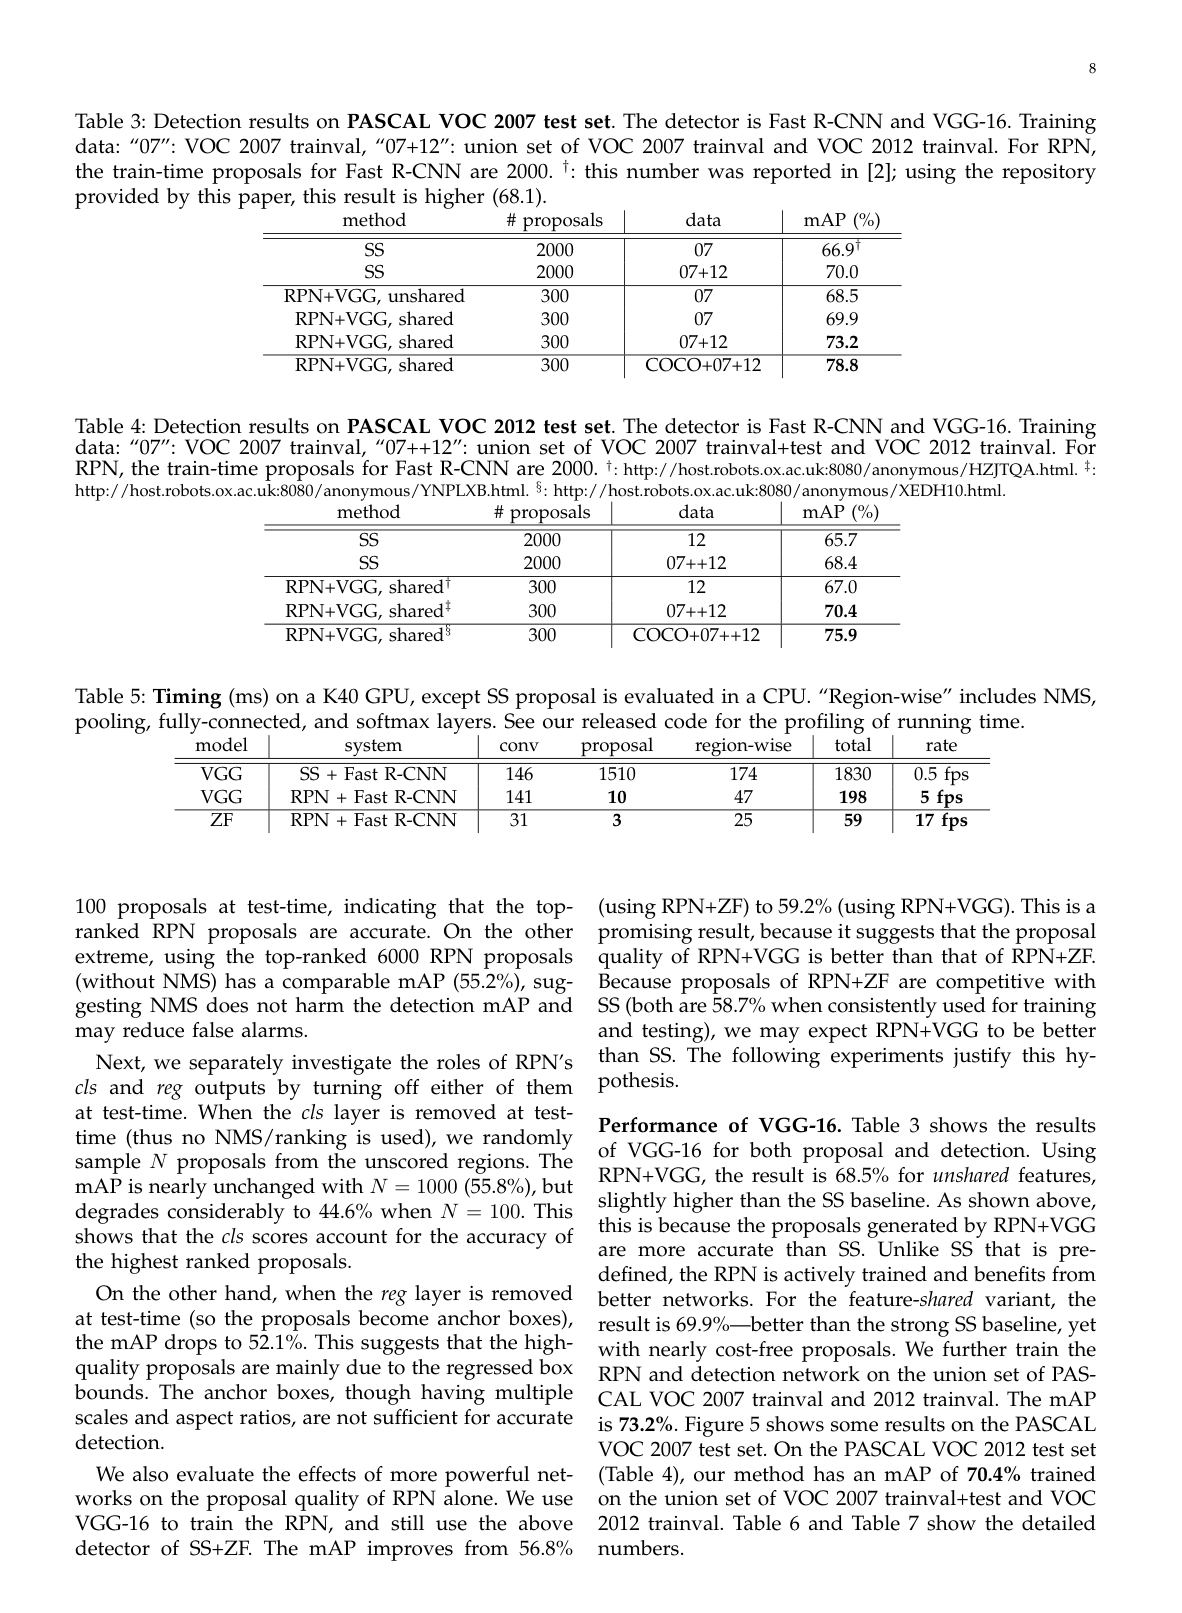 8
Table 3: Detection results on PASCAL VOC 2007 test set. The detector is Fast R-CNN and VGG-16. Training
data: “07”: VOC 2007 trainval, “07+12”: union set of VOC 2007 trainval and VOC 2012 trainval. For RPN,
the train-time proposals for Fast R-CNN are 2000. †: this number was reported in [2]; using the repository
provided by this paper, this result is higher (68.1).
method # proposals data mAP (%)
SS 2000 07 66.9†
SS 2000 07+12 70.0
RPN+VGG, unshared 300 07 68.5
RPN+VGG, shared 300 07 69.9
RPN+VGG, shared 300 07+12 73.2
RPN+VGG, shared 300 COCO+07+12 78.8
Table 4: Detection results on PASCAL VOC 2012 test set. The detector is Fast R-CNN and VGG-16. Training
data: “07”: VOC 2007 trainval, “07++12”: union set of VOC 2007 trainval+test and VOC 2012 trainval. For
RPN, the train-time proposals for Fast R-CNN are 2000. †: http://host.robots.ox.ac.uk:8080/anonymous/HZJTQA.html. ‡:
http://host.robots.ox.ac.uk:8080/anonymous/YNPLXB.html. §: http://host.robots.ox.ac.uk:8080/anonymous/XEDH10.html.
method # proposals data mAP (%)
SS 2000 12 65.7
SS 2000 07++12 68.4
RPN+VGG, shared† 300 12 67.0
RPN+VGG, shared‡ 300 07++12 70.4
RPN+VGG, shared§ 300 COCO+07++12 75.9
Table 5: Timing (ms) on a K40 GPU, except SS proposal is evaluated in a CPU. “Region-wise” includes NMS,
pooling, fully-connected, and softmax layers. See our released code for the profiling of running time.
model system conv proposal region-wise total rate
VGG SS + Fast R-CNN 146 1510 174 1830 0.5 fps
VGG RPN + Fast R-CNN 141 10 47 198 5 fps
ZF RPN + Fast R-CNN 31 3 25 59 17 fps
100 proposals at test-time, indicating that the top-
ranked RPN proposals are accurate. On the other
extreme, using the top-ranked 6000 RPN proposals
(without NMS) has a comparable mAP (55.2%), sug-
gesting NMS does not harm the detection mAP and
may reduce false alarms.
Next, we separately investigate the roles of RPN’s
cls and reg outputs by turning off either of them
at test-time. When the cls layer is removed at test-
time (thus no NMS/ranking is used), we randomly
sample N proposals from the unscored regions. The
mAP is nearly unchanged with N = 1000 (55.8%), but
degrades considerably to 44.6% when N = 100. This
shows that the cls scores account for the accuracy of
the highest ranked proposals.
On the other hand, when the reg layer is removed
at test-time (so the proposals become anchor boxes),
the mAP drops to 52.1%. This suggests that the high-
quality proposals are mainly due to the regressed box
bounds. The anchor boxes, though having multiple
scales and aspect ratios, are not sufficient for accurate
detection.
We also evaluate the effects of more powerful net-
works on the proposal quality of RPN alone. We use
VGG-16 to train the RPN, and still use the above
detector of SS+ZF. The mAP improves from 56.8%
(using RPN+ZF) to 59.2% (using RPN+VGG). This is a
promising result, because it suggests that the proposal
quality of RPN+VGG is better than that of RPN+ZF.
Because proposals of RPN+ZF are competitive with
SS (both are 58.7% when consistently used for training
and testing), we may expect RPN+VGG to be better
than SS. The following experiments justify this hy-
pothesis.
Performance of VGG-16. Table 3 shows the results
of VGG-16 for both proposal and detection. Using
RPN+VGG, the result is 68.5% for unshared features,
slightly higher than the SS baseline. As shown above,
this is because the proposals generated by RPN+VGG
are more accurate than SS. Unlike SS that is pre-
defined, the RPN is actively trained and benefits from
better networks. For the feature-shared variant, the
result is 69.9%—better than the strong SS baseline, yet
with nearly cost-free proposals. We further train the
RPN and detection network on the union set of PAS-
CAL VOC 2007 trainval and 2012 trainval. The mAP
is 73.2%. Figure 5 shows some results on the PASCAL
VOC 2007 test set. On the PASCAL VOC 2012 test set
(Table 4), our method has an mAP of 70.4% trained
on the union set of VOC 2007 trainval+test and VOC
2012 trainval. Table 6 and Table 7 show the detailed
numbers.